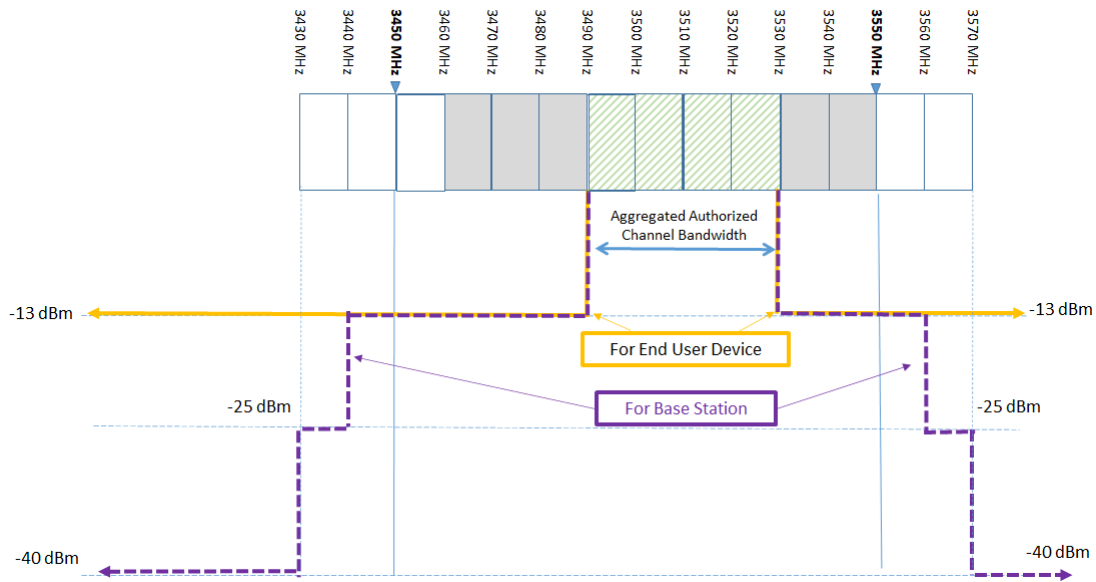 3430 MHz
3440 MHz
3450 MHz
3460 MHz
3470 MHz
3480 MHz
3490 MHz
3500 MHz
3510 MHz
3520 MHz
3530 MHz
3540 MHz
3550 MHz
3560 MHz
3570 MHz
Aggregated Authorized
Channel Bandwidth
-13 dBm
-13 dBm
For End User Device
-25 dBm
For Base Station
-25 dBm
-40 dBm
-40 dBm